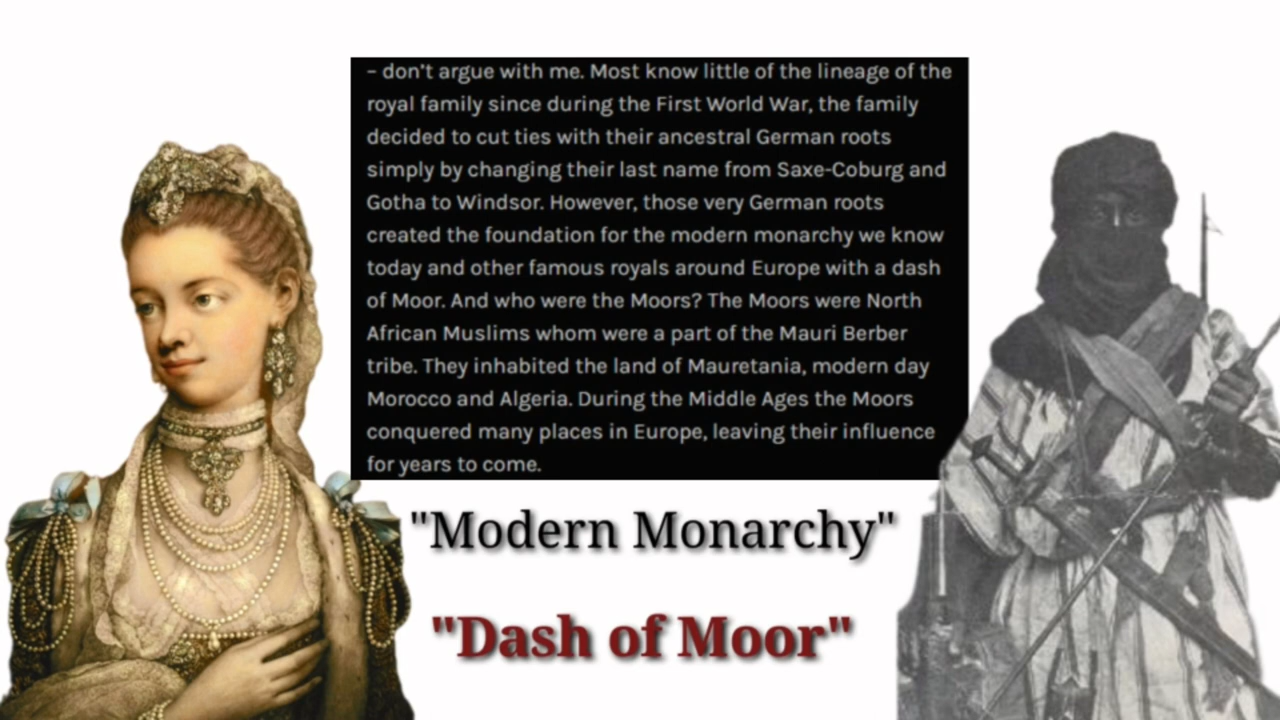 – don't argue with me. Most know little of the lineage of the
royal family since during the First World War, the family
decided to cut ties with their ancestral German roots
simply by changing their last name from Saxe-Coburg and
Gotha to Windsor. However, those very German roots
created the foundation for the modern monarchy we know
today and other famous royals around Europe with a dash
of Moor. And who were the Moors? The Moors were North
African Muslims whom were a part of the Mauri Berber
tribe. They inhabited the land of Mauretania, modern day
Morocco and Algeria. During the Middle Ages the Moors
conquered many places in Europe, leaving their influence
for years to come.
"Modern Monarchy"
"Dash of Moor"